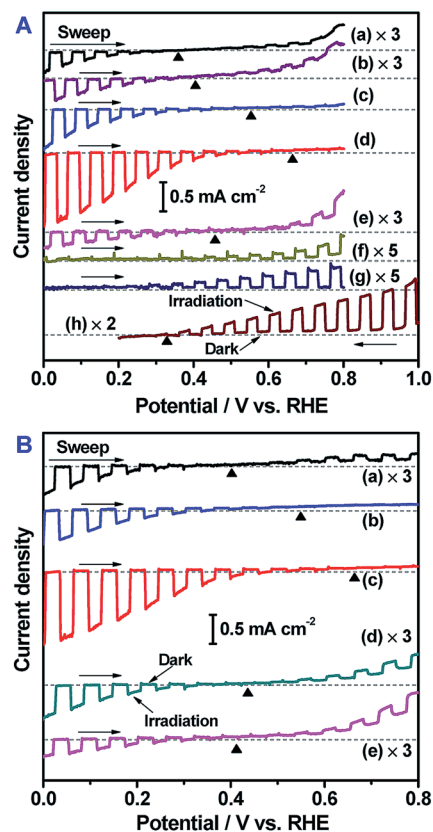 A
Sweep
(a) × 3
(b) × 3
(c)
(d)
0.5 mA cm⁻²
(e) × 3
(f) × 5
(g) × 5
Irradiation
(h) × 2
Dark
Current density
0.0 0.2 0.4 0.6 0.8 1.0
Potential / V vs. RHE
B
Sweep
(a) × 3
(b)
(c)
0.5 mA cm⁻²
(d) × 3
Dark
Irradiation
(e) × 3
Current density
0.0 0.2 0.4 0.6 0.8
Potential / V vs. RHE